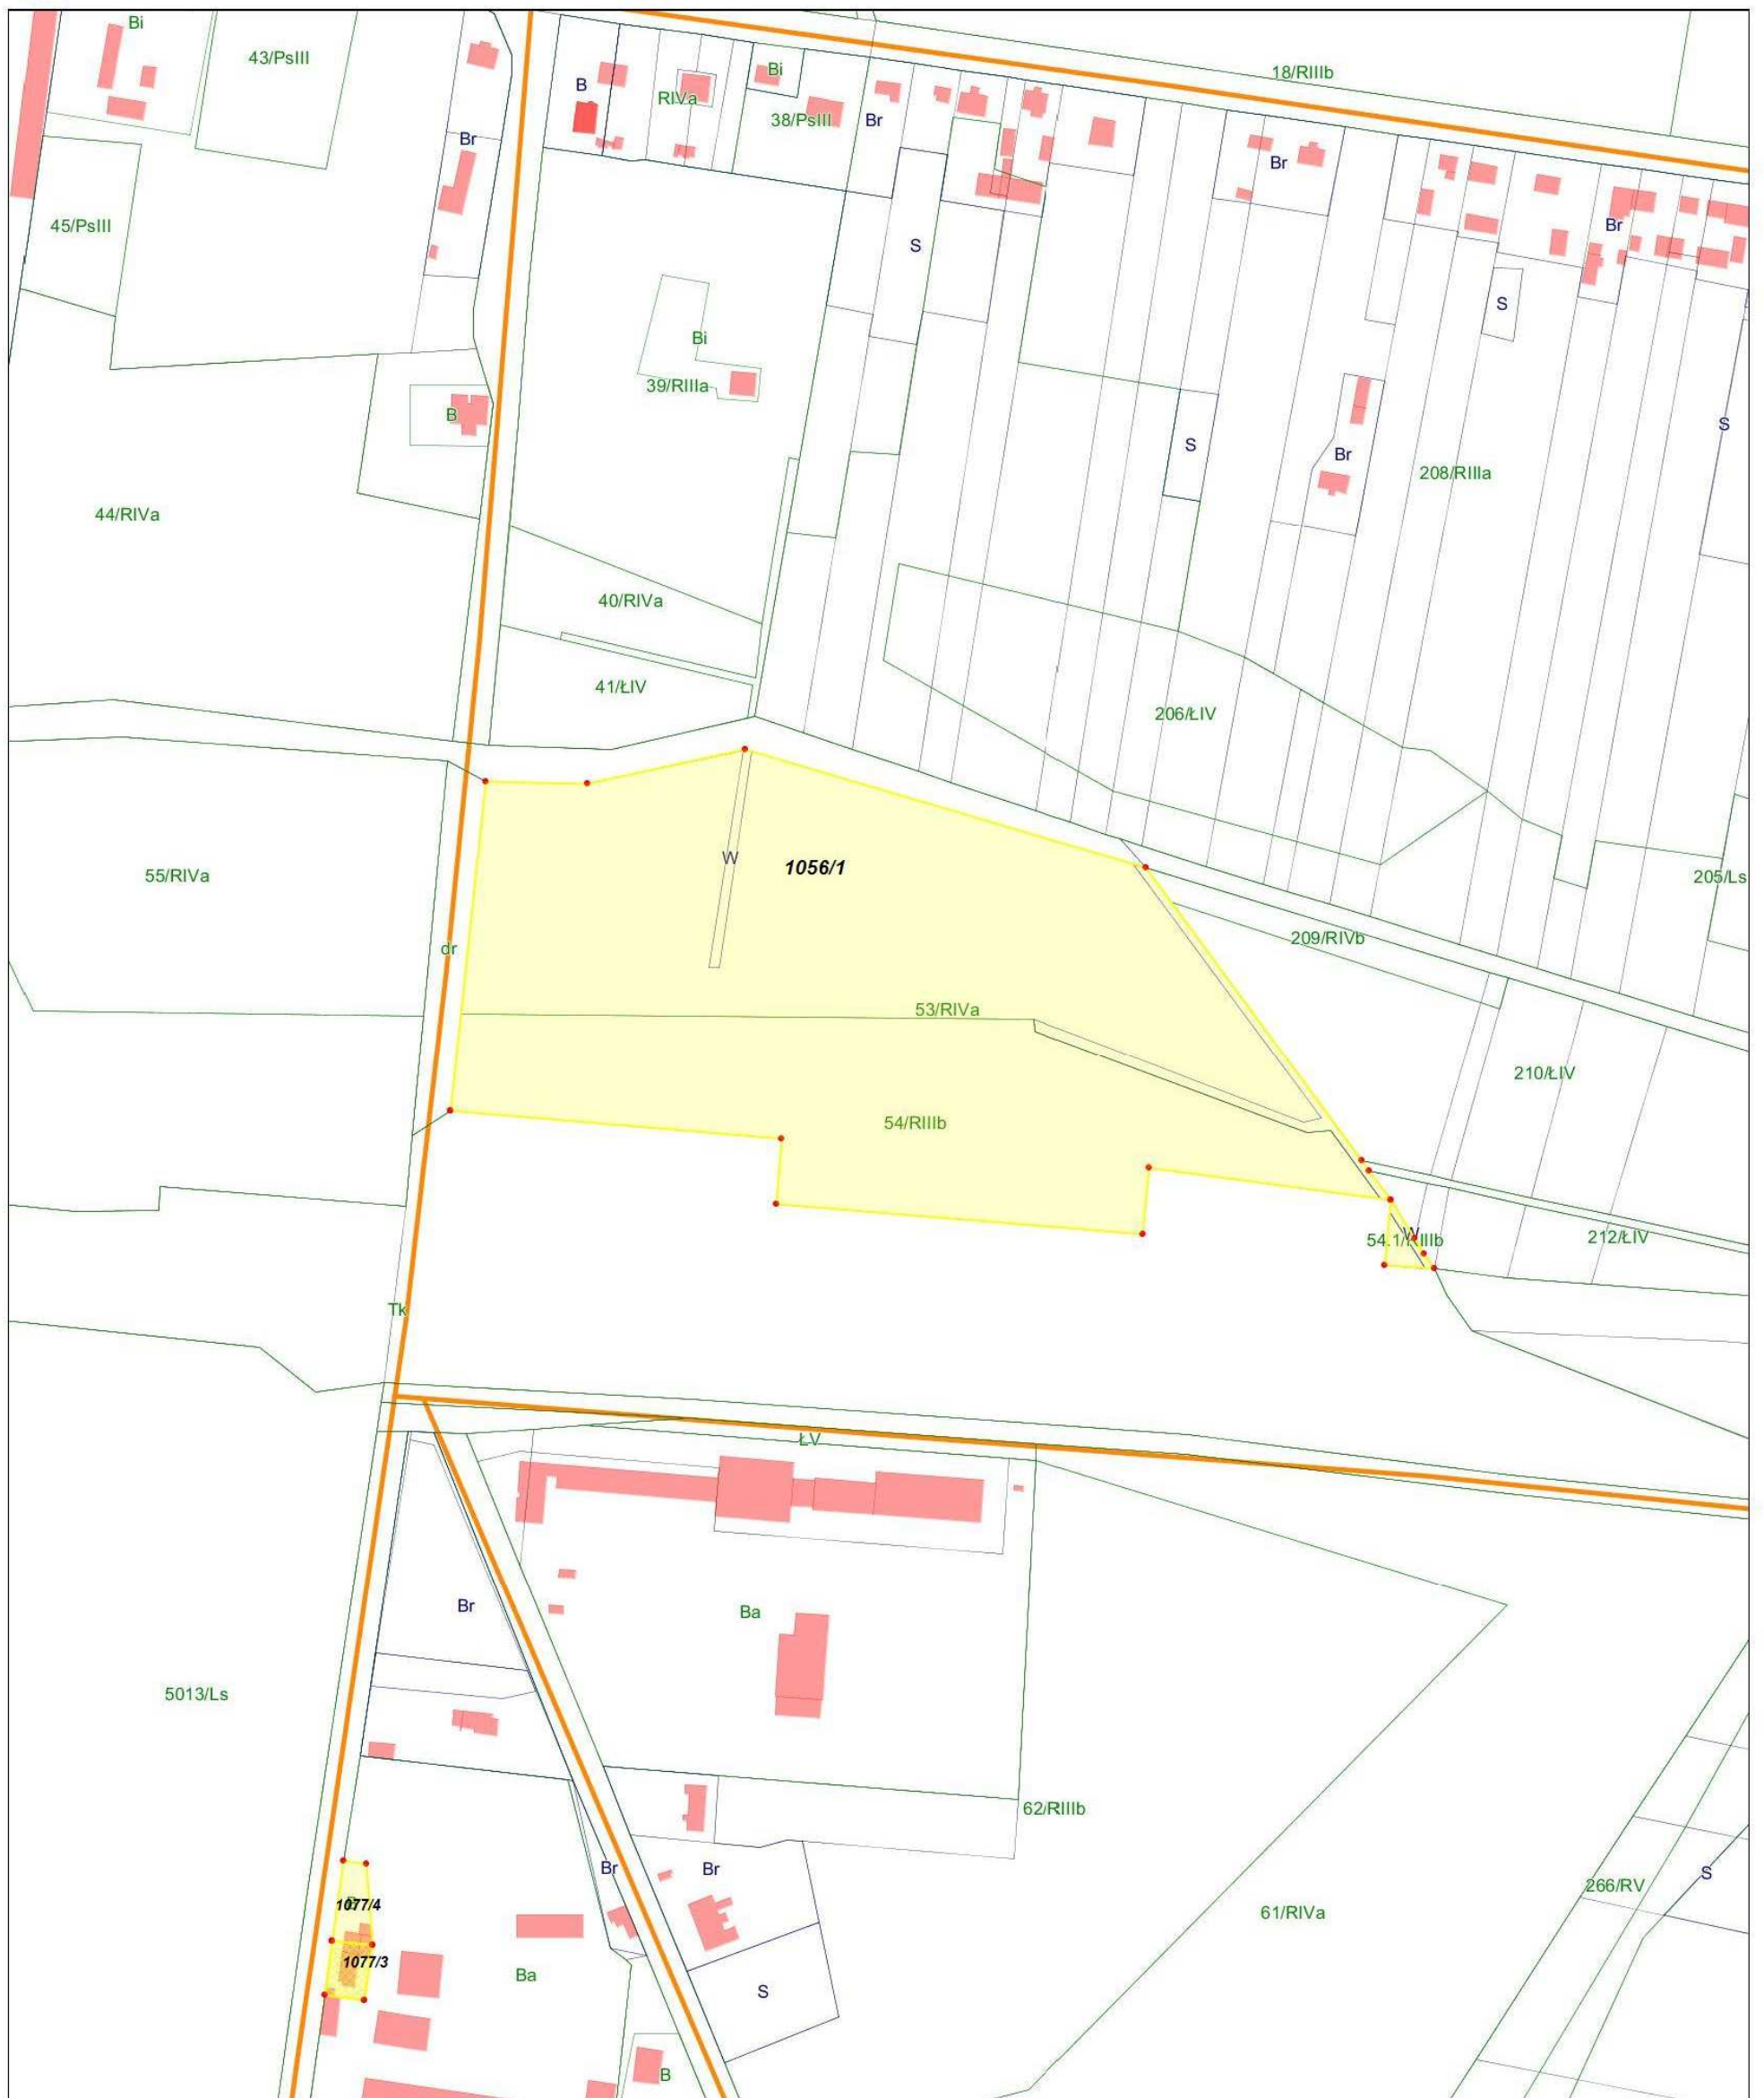 Bi
43/PsIII
18/RIIIb
B
RIVa
Bi
38/PsIII
Br
Br
Br
45/PsIII
S
Br
S
Bi
39/RIIIa
B
S
S
Br
208/RIIIa
44/RIVa
40/RIVa
41/ŁIV
206/ŁIV
W
1056/1
55/RIVa
205/Ls
dr
209/RIVb
53/RIVa
210/ŁIV
54/RIIIb
W
54.1/RIIIb
212/ŁIV
Tk
ŁV
Br
Ba
5013/Ls
62/RIIIb
Br
Br
S
266/RV
1077/4
61/RIVa
1077/3
Ba
S
B